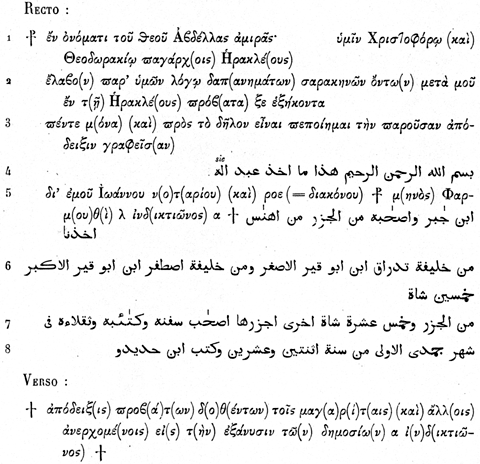 RECTO :
1 ☩ ἐν ὀνόματι τοῦ Θεοῦ Ἀβδέλλας ἀμιρᾶς· ὑμῖν Χριστοφόρῳ (καὶ)
Θεοδωρακίῳ παγάρχ(οις) Ἡρακλέ(ους)
2 ἔλαβο(ν) παρ' ὑμῶν λόγῳ δαπ(ανημάτων) σαρακηνῶν ὄντω(ν) μετὰ μοῦ
ἐν τ(ῇ) Ἡρακλέ(ους) πρόβ(ατα) ξε ἑξήκοντα
3 πέντε μ(όνα) (καὶ) πρὸς τὸ δῆλον εἶναι πεποίημαι τὴν παροῦσαν ἀπό-
δειξιν γραφεῖσ(αν)
sic
4 بسم الله الرحمن الرحيم هذا ما اخذ عبد اله
5 δι' ἐμοῦ Ἰωάννου ν(ο)τ(αρίου) (καὶ) ροε (= διακόνου) ☩ μ(ηνὸς) Φαρ-
μ(ου)θ(ὶ) λ ἰνδ(ικτιῶνος) α ☩ ابن جبر واصحبه من الجزر من اهنس
اخذنا
6 من خليفة تدراق ابن ابو قير الاصغر ومن خليفة اصطفر ابن ابو قير الاكبر
خمسين شاة
7 من الجزر وخمس عشرة شاة اخرى اجزرها اصحب سفنه وكتئبه وثقلاءه فى
8 شهر جمدى الاولى من سنة اثنتين وعشرين وكتب ابن حديدو
VERSO :
☩ ἀπόδειξ(ις) προβ(ά)τ(ων) δ(ο)θ(έντων) τοῖς μαγ(α)ρ(ί)τ(αις) (καὶ) ἄλλ(οις)
ἀνερχομέ(νοις) εἰ(ς) τ(ὴν) ἐξάνυσιν τῶ(ν) δημοσίω(ν) α ἰ(ν)δ(ικτιῶ-
νος) ☩